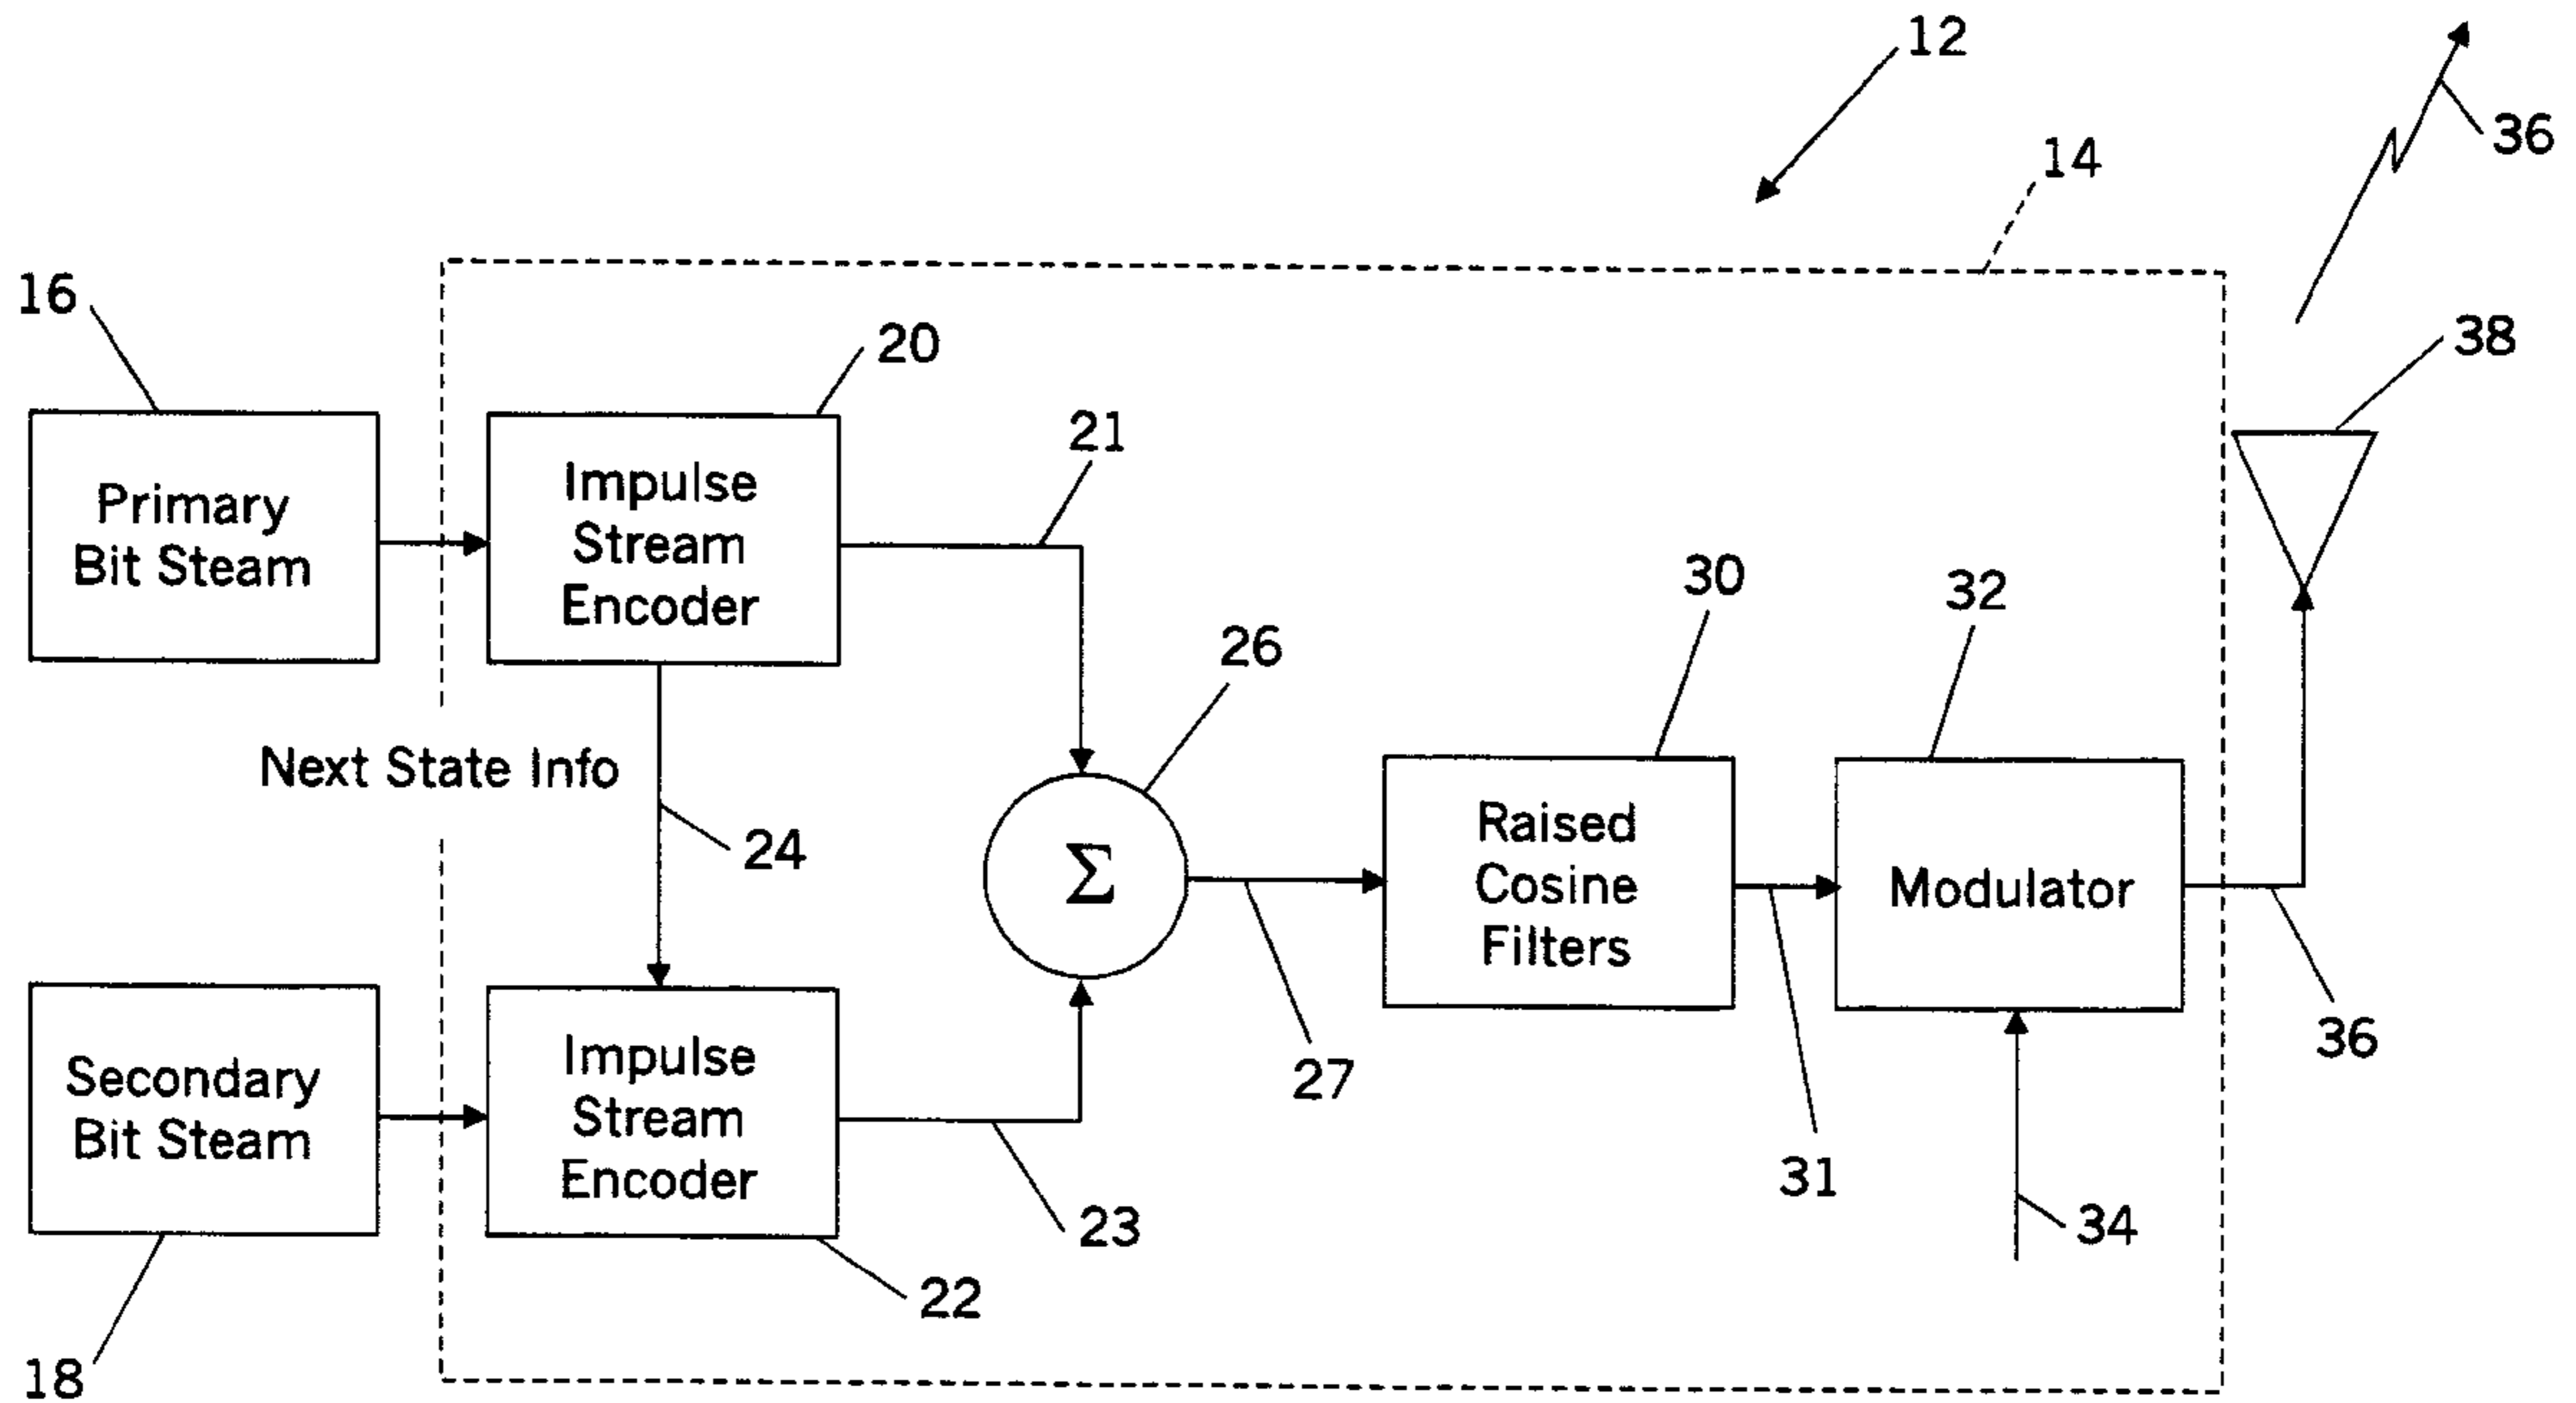 12
36
14
16
20
38
21
Primary
Bit Steam
Impulse
Stream
Encoder
30
32
26
Next State Info
24
Σ
Raised
Cosine
Filters
Modulator
27
36
31
34
Secondary
Bit Steam
Impulse
Stream
Encoder
23
22
18